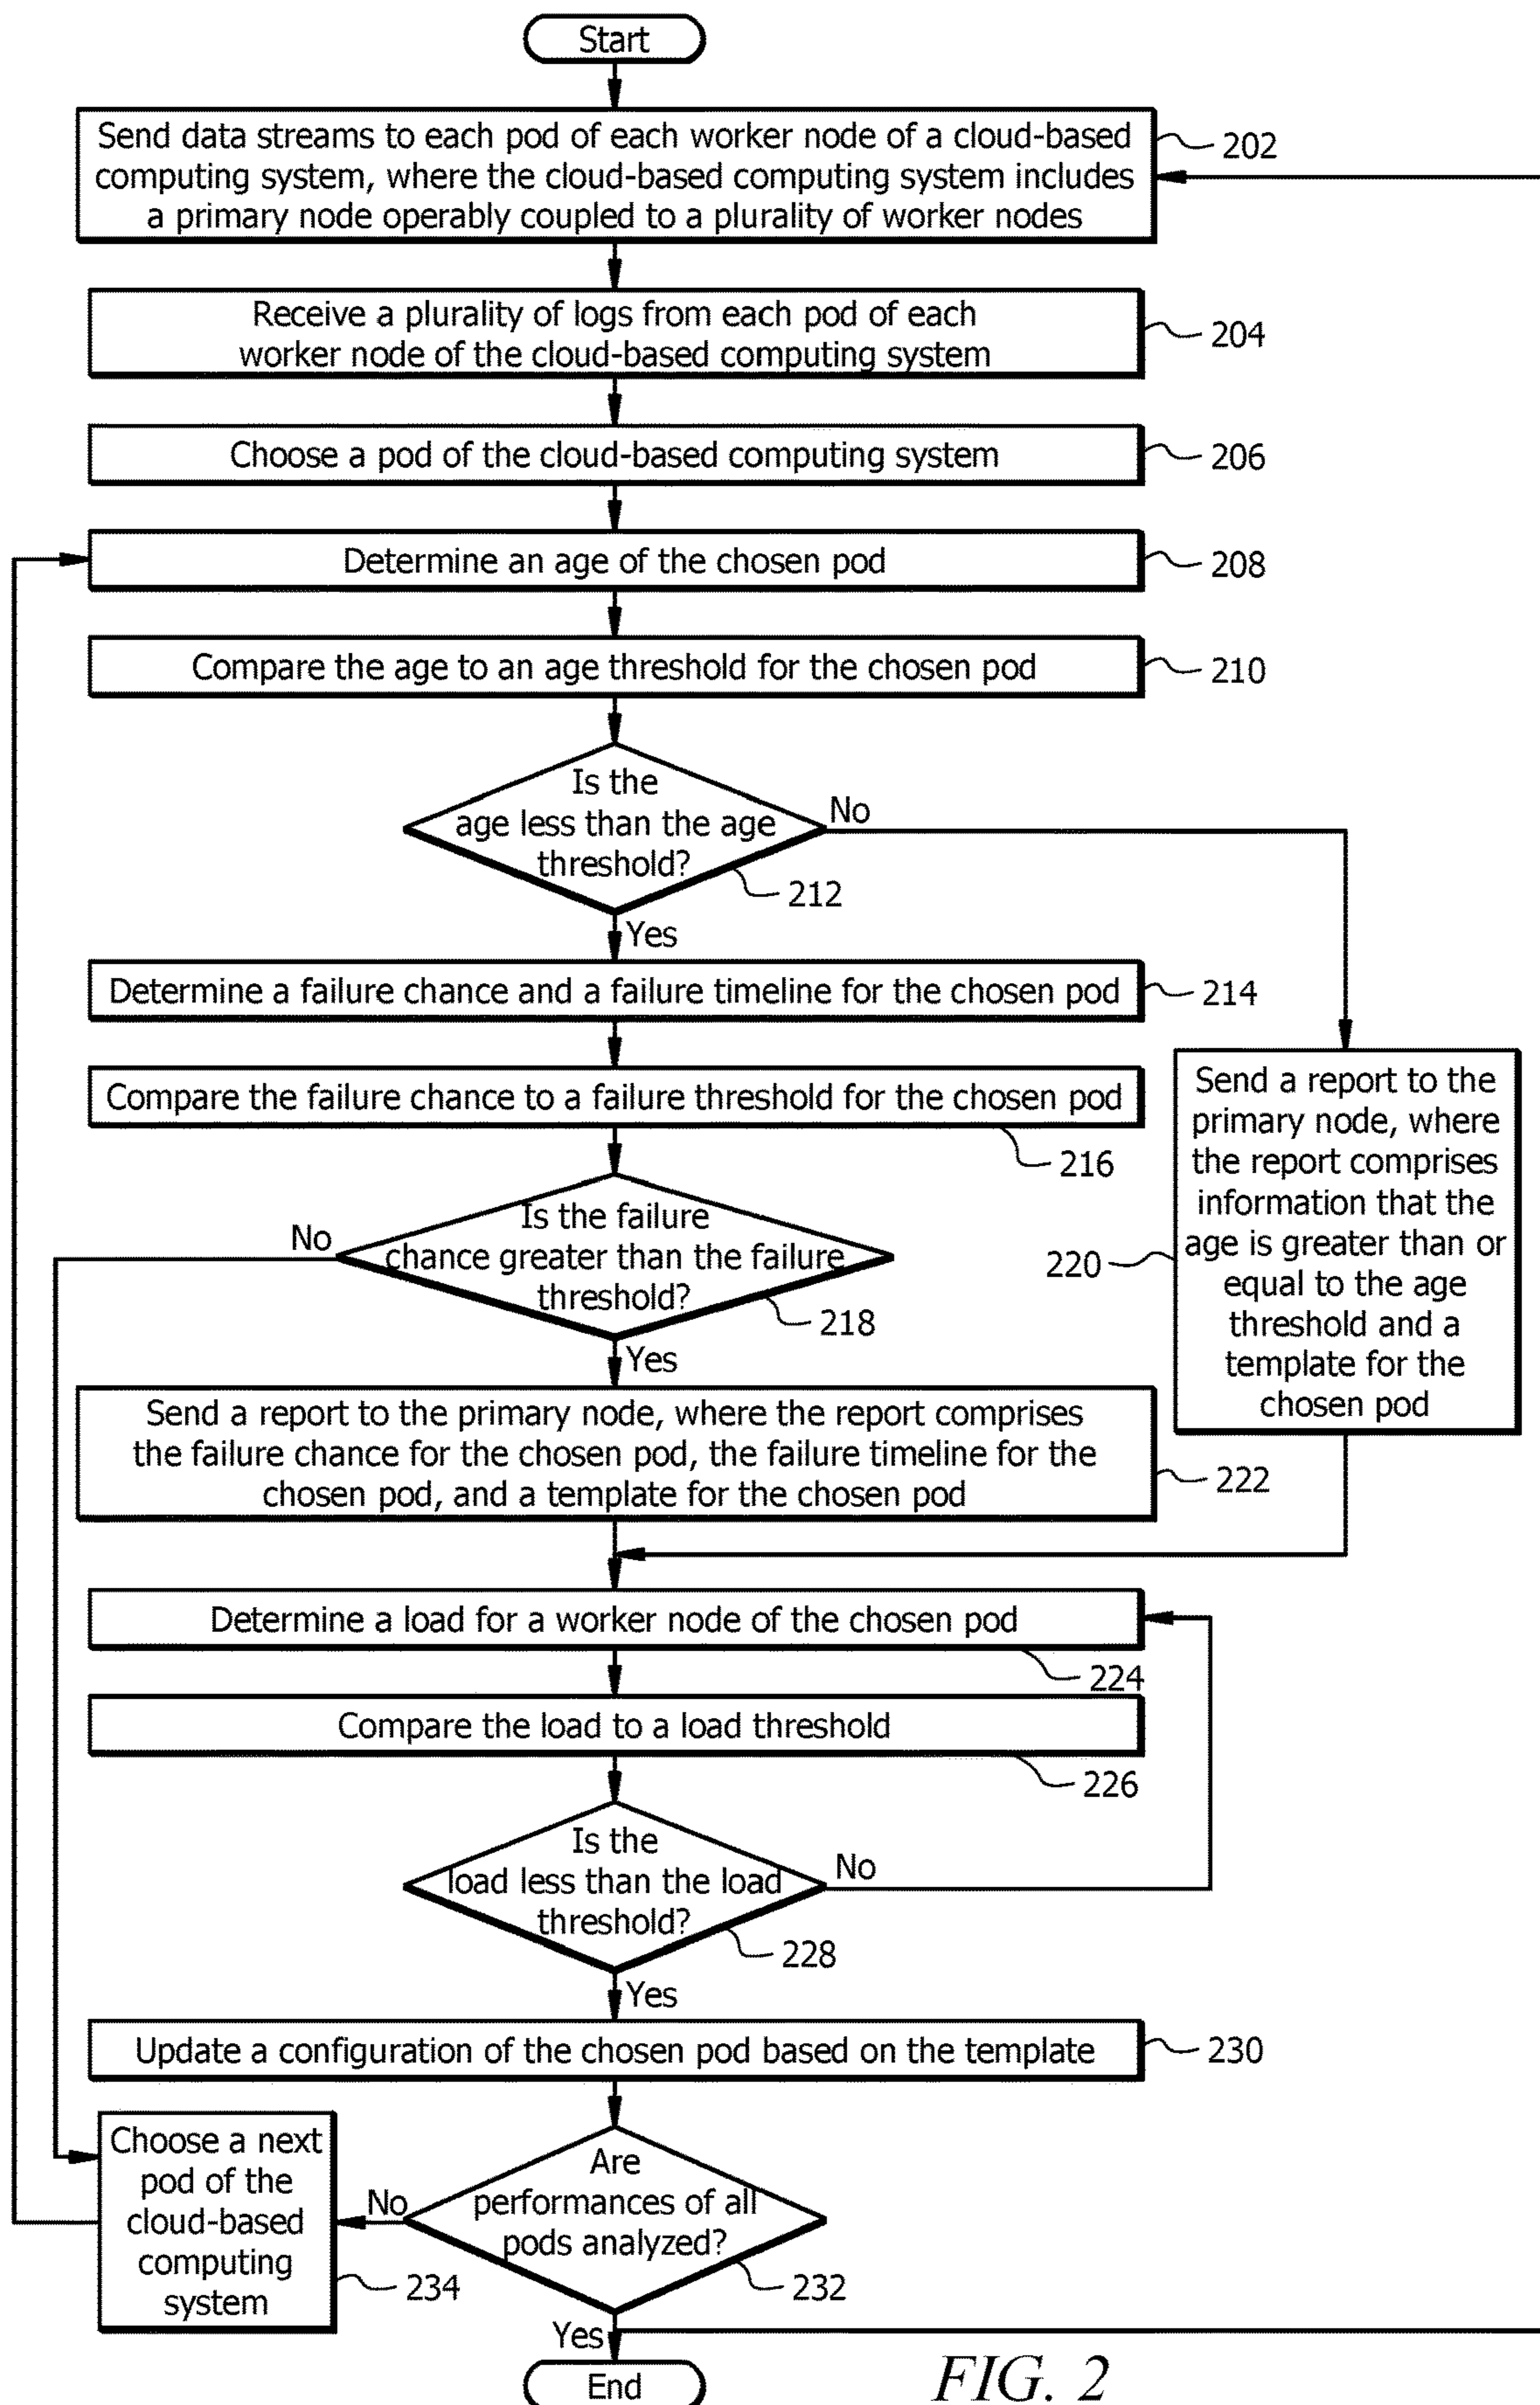 Start
Send data streams to each pod of each worker node of a cloud-based
computing system, where the cloud-based computing system includes
a primary node operably coupled to a plurality of worker nodes
202
Receive a plurality of logs from each pod of each
worker node of the cloud-based computing system
204
Choose a pod of the cloud-based computing system
206
Determine an age of the chosen pod
208
Compare the age to an age threshold for the chosen pod
210
Is the
age less than the age
threshold?
No
212
Yes
Determine a failure chance and a failure timeline for the chosen pod
214
Compare the failure chance to a failure threshold for the chosen pod
216
Is the failure
chance greater than the failure
threshold?
No
218
Yes
Send a report to the
primary node, where
the report comprises
information that the
age is greater than or
equal to the age
threshold and a
template for the
chosen pod
220
Send a report to the primary node, where the report comprises
the failure chance for the chosen pod, the failure timeline for the
chosen pod, and a template for the chosen pod
222
Determine a load for a worker node of the chosen pod
224
Compare the load to a load threshold
226
Is the
load less than the load
threshold?
No
228
Yes
Update a configuration of the chosen pod based on the template
230
Are
performances of all
pods analyzed?
No
232
Choose a next
pod of the
cloud-based
computing
system
234
Yes
End
FIG. 2